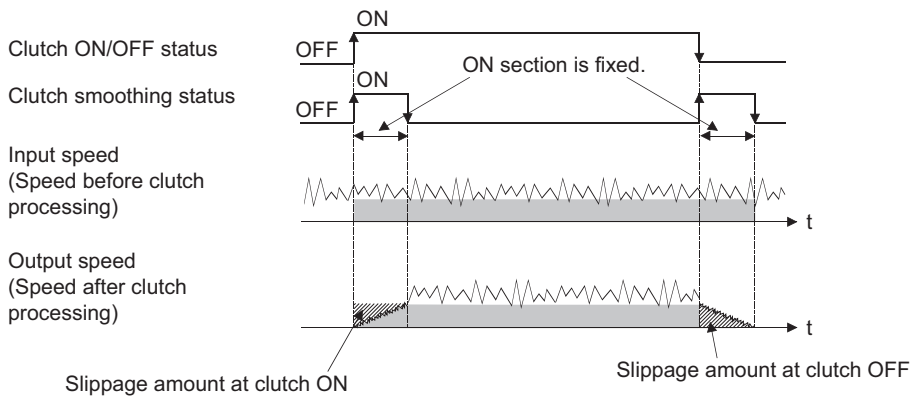 ON
Clutch ON/OFF status
OFF
ON section is fixed.
ON
Clutch smoothing status
OFF
Input speed
(Speed before clutch
processing)
t
Output speed
(Speed after clutch
processing)
t
Slippage amount at clutch ON
Slippage amount at clutch OFF